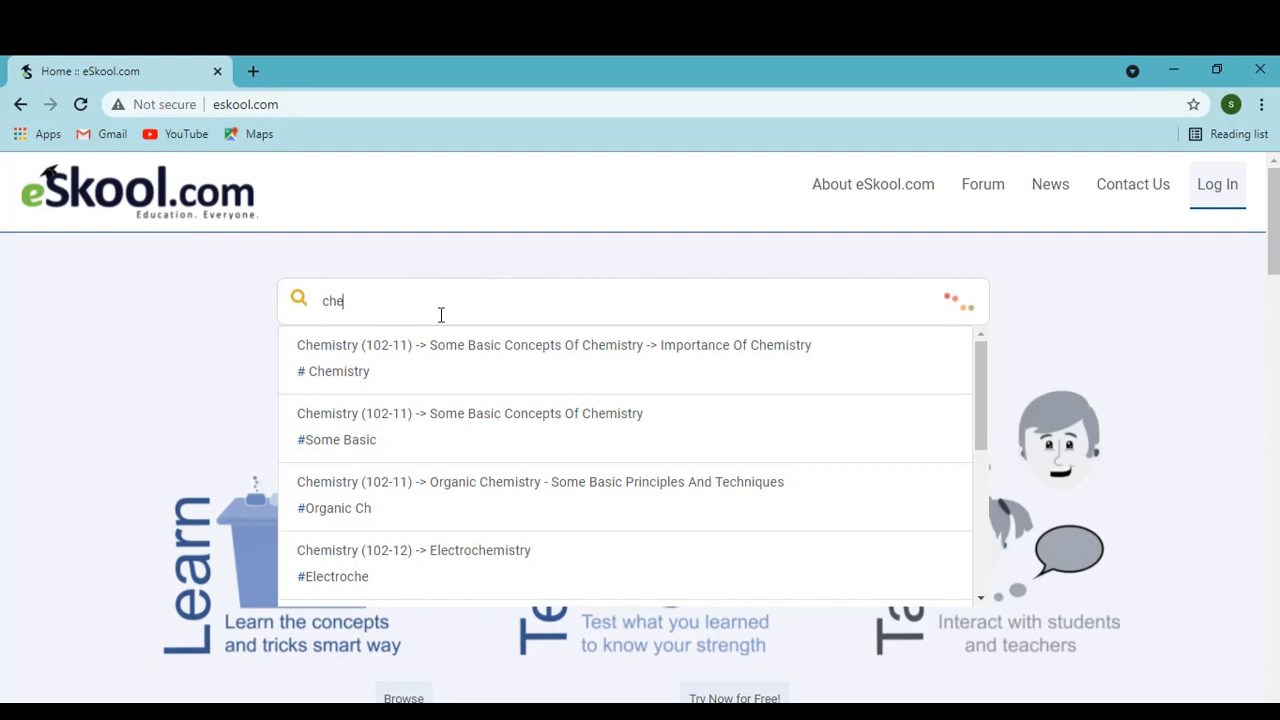 Home :: eSkool.com
Not secure eskool.com
S
Apps Gmail YouTube Maps Reading list
eSkool.com
Education. Everyone.
About eSkool.com Forum News Contact Us Log In
che
Chemistry (102-11) -> Some Basic Concepts Of Chemistry -> Importance Of Chemistry
# Chemistry
Chemistry (102-11) -> Some Basic Concepts Of Chemistry
#Some Basic
Chemistry (102-11) -> Organic Chemistry - Some Basic Principles And Techniques
#Organic Ch
Chemistry (102-12) -> Electrochemistry
#Electroche
Learn
Learn the concepts
and tricks smart way
Te
Test what you learned
to know your strength
Ta
Interact with students
and teachers
Browse
Try Now for Free!